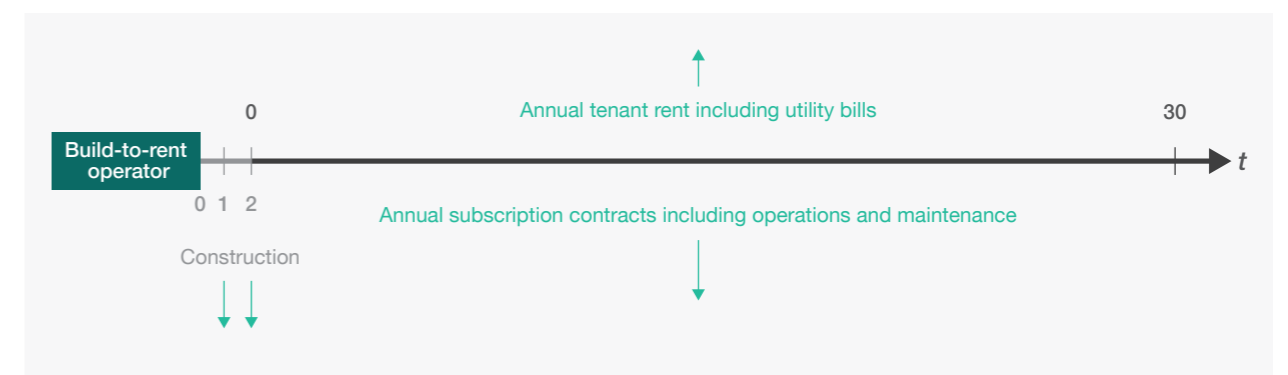 0
Annual tenant rent including utility bills
30
Build-to-rent
operator
t
0 1 2
Annual subscription contracts including operations and maintenance
Construction